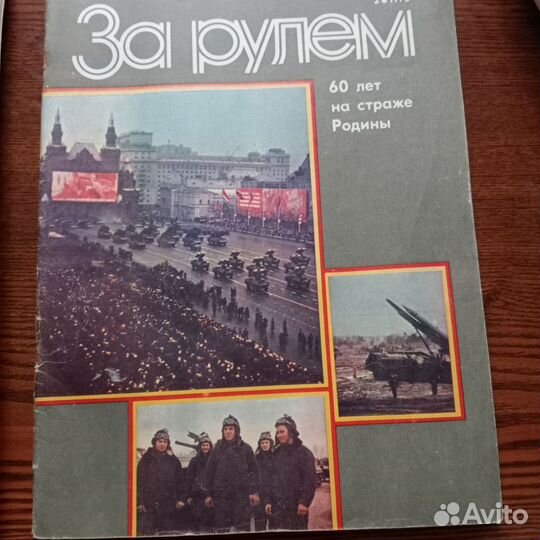 За рулем
60 лет
на страже
Родины
Avito